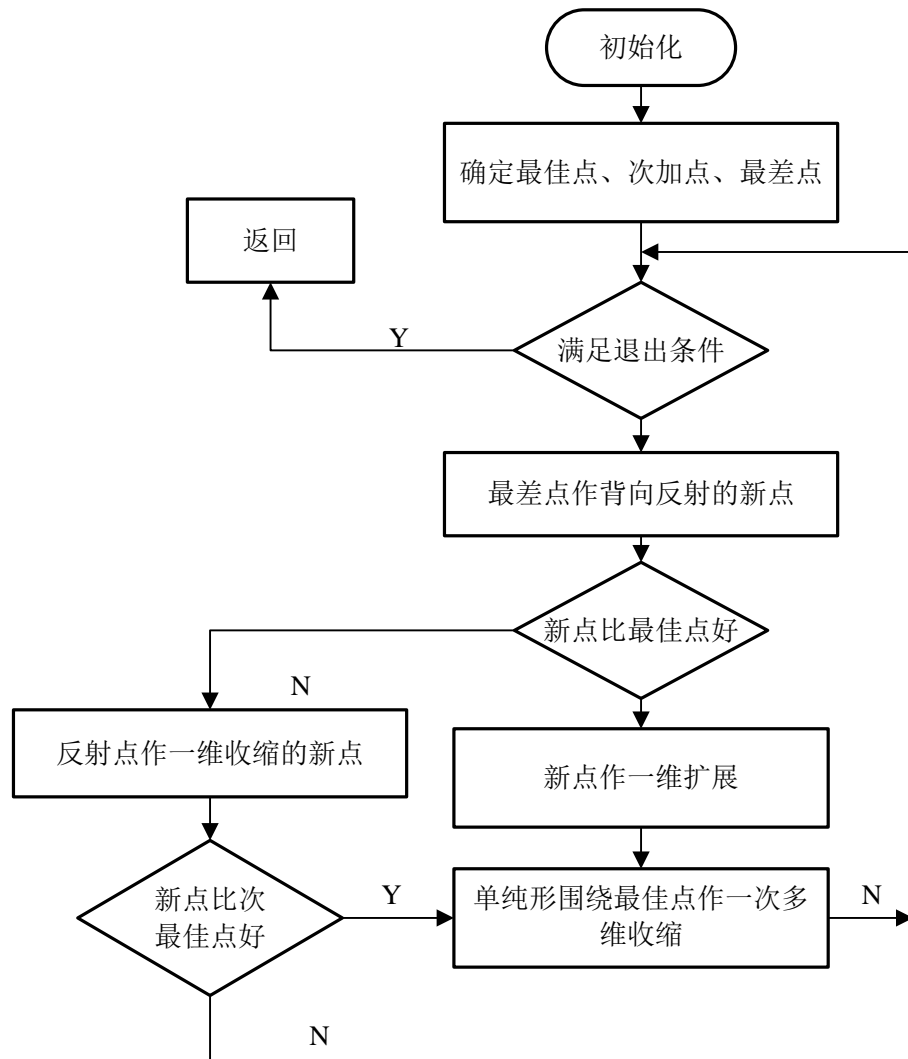 初始化
确定最佳点、次加点、最差点
返回
Y
满足退出条件
最差点作背向反射的新点
新点比最佳点好
N
反射点作一维收缩的新点
新点作一维扩展
新点比次
最佳点好
Y
单纯形围绕最佳点作一次多
维收缩
N
N